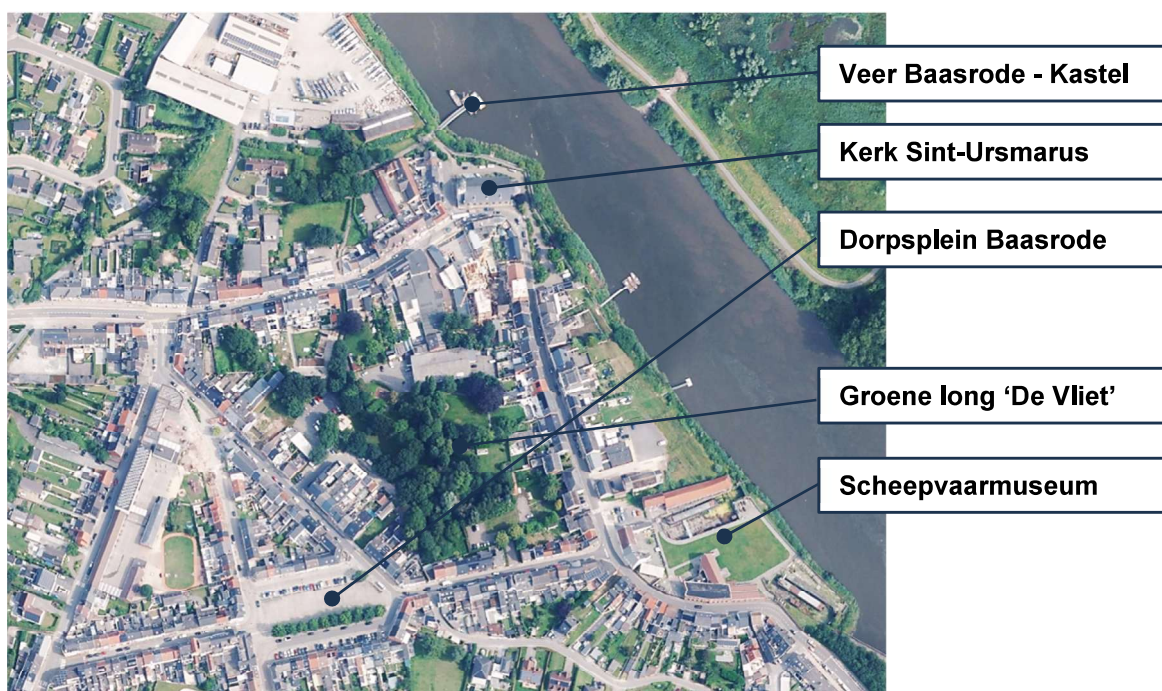 Veer Baasrode - Kastel
Kerk Sint-Ursmarus
Dorpsplein Baasrode
Groene long ‘De Vliet’
Scheepvaarmuseum